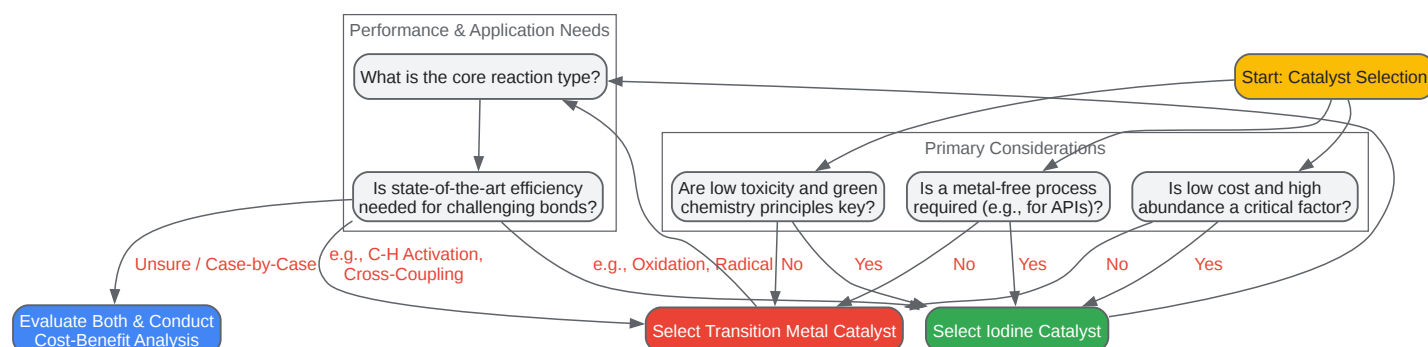 Performance & Application Needs
What is the core reaction type?
Start: Catalyst Selection
Primary Considerations
Is state-of-the-art efficiency
needed for challenging bonds?
Are low toxicity and green
chemistry principles key?
Is a metal-free process
required (e.g., for APIs)?
Is low cost and high
abundance a critical factor?
Unsure / Case-by-Case
e.g., C-H Activation,
Cross-Coupling
e.g., Oxidation, Radical
No
Yes
No
Yes
No
Yes
Evaluate Both & Conduct
Cost-Benefit Analysis
Select Transition Metal Catalyst
Select Iodine Catalyst